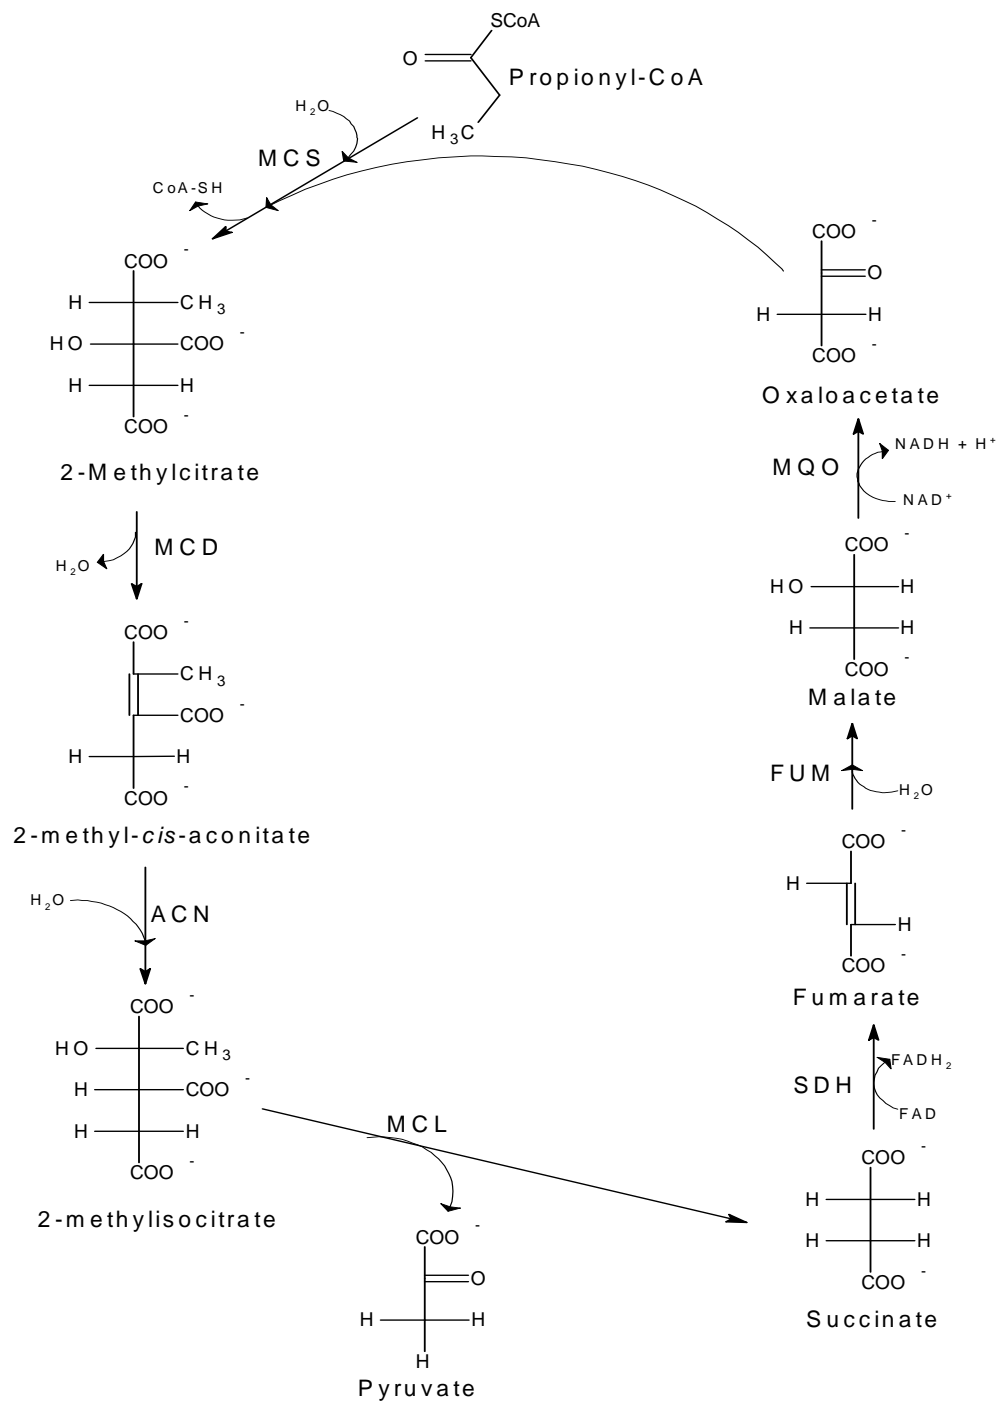 SCoA
O
Propionyl-CoA
H₃C
H₂O
MCS
CoA-SH
COO -
H CH₃
HO COO -
H H
COO -
2-Methylcitrate
MCD
H₂O
COO -
CH₃
COO -
H H
COO -
2-methyl-cis-aconitate
H₂O
ACN
COO -
HO CH₃
H COO -
H H
COO -
2-methylisocitrate
MCL
COO -
O
H H
H
Pyruvate
COO -
H H
H H
COO -
Succinate
SDH
FADH₂
FAD
COO -
H
H
COO -
Fumarate
FUM
H₂O
COO -
HO H
H H
COO -
Malate
MQO
NADH + H⁺
NAD⁺
COO -
O
H H
COO -
Oxaloacetate